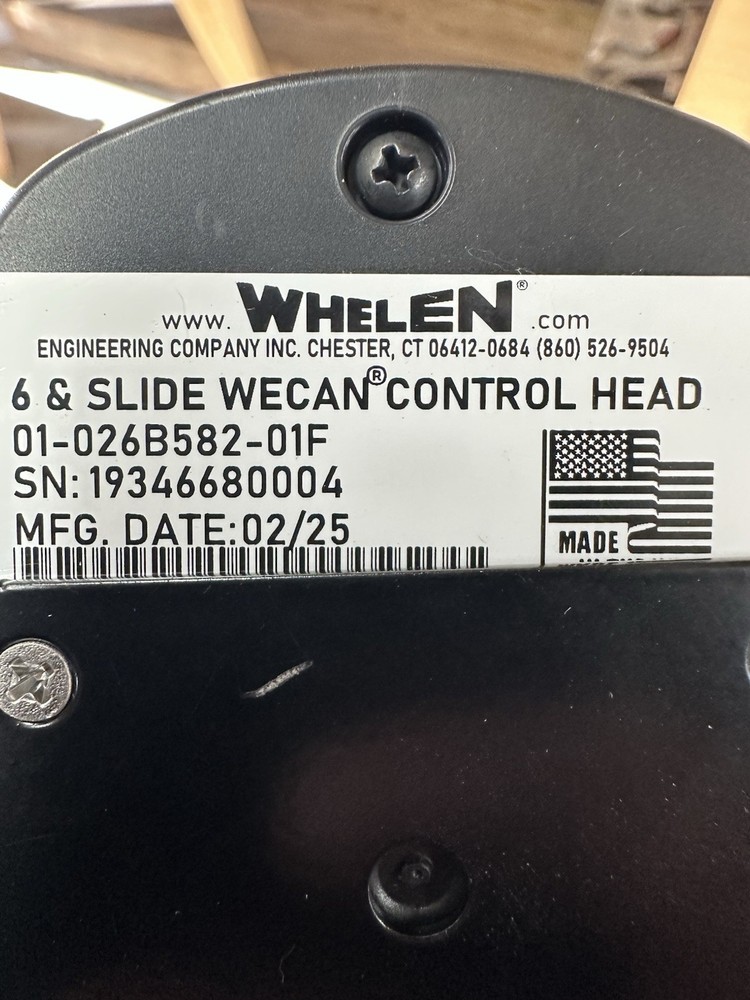 www. WHELEN® .com
ENGINEERING COMPANY INC. CHESTER, CT 06412-0684 (860) 526-9504
6 & SLIDE WECAN® CONTROL HEAD
01-026B582-01F
SN: 19346680004
MFG. DATE:02/25
MADE